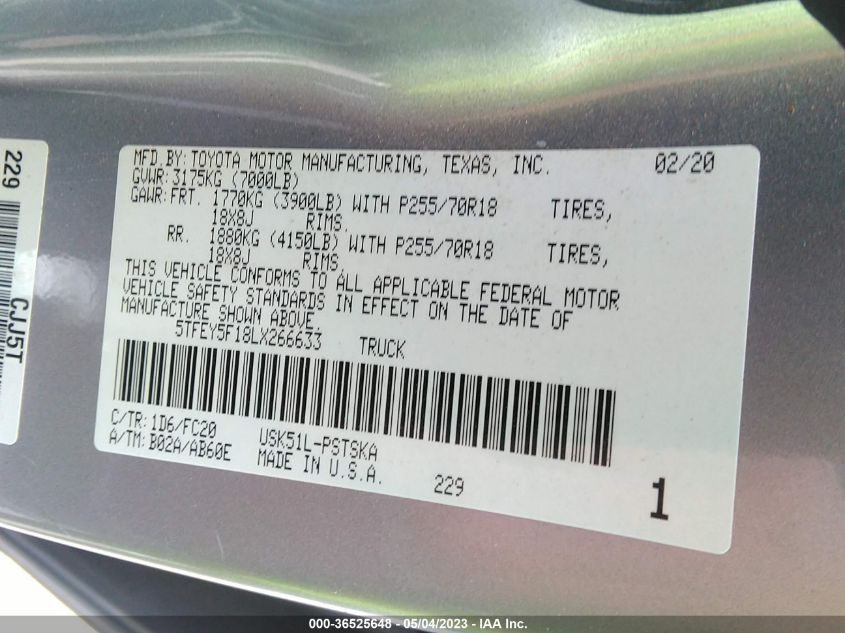 229
CJJ5T
MFD.BY: TOYOTA MOTOR MANUFACTURING, TEXAS, INC. 02/20
GVWR: 3175KG (7000LB)
GAWR: FRT. 1770KG (3900LB) WITH P255/70R18 TIRES,
18X8J RIMS.
RR. 1880KG (4150LB) WITH P255/70R18 TIRES,
18X8J RIMS.
THIS VEHICLE CONFORMS TO ALL APPLICABLE FEDERAL MOTOR
VEHICLE SAFETY STANDARDS IN EFFECT ON THE DATE OF
MANUFACTURE SHOWN ABOVE.
5TFEY5F18LX266633 TRUCK
C/TR: 1D6/FC20 USK51L-PSTSKA
A/TM: B02A/AB60E MADE IN U.S.A. 229 1
000-36525648 - 05/04/2023 - IAA Inc.